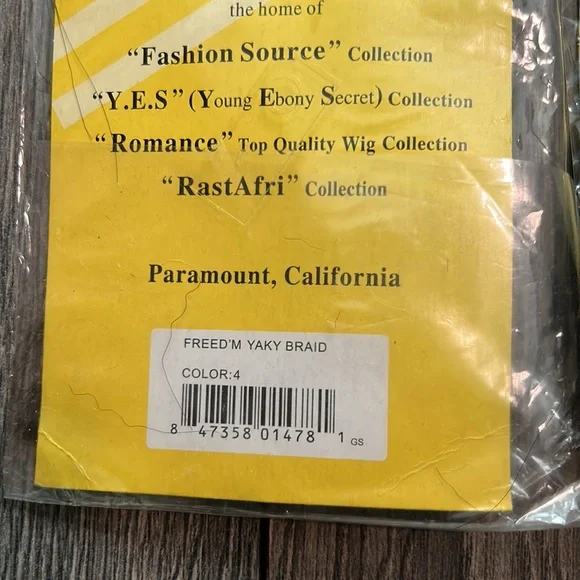 the home of
“Fashion Source” Collection
“Y.E.S” (Young Ebony Secret) Collection
“Romance” Top Quality Wig Collection
“RastAfri” Collection
Paramount, California
FREED'M YAKY BRAID
COLOR:4
8 47358 01478 1 GS